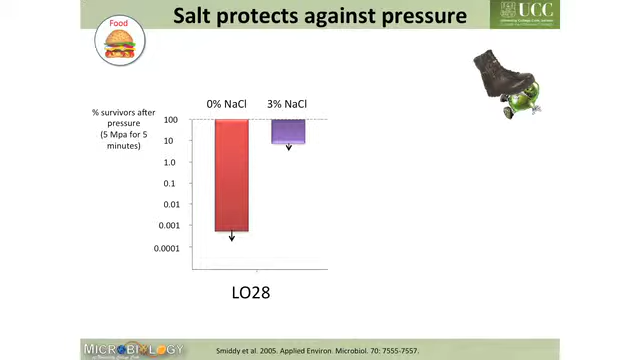 Salt protects against pressure
Food
UCC
0% NaCl 3% NaCl
% survivors after
pressure
(5 Mpa for 5
minutes)
100
10
1.0
0.1
0.01
0.001
0.0001
LO28
MICROBIOLOGY
Smiddy et al. 2005. Applied Environ. Microbiol. 70: 7555-7557.